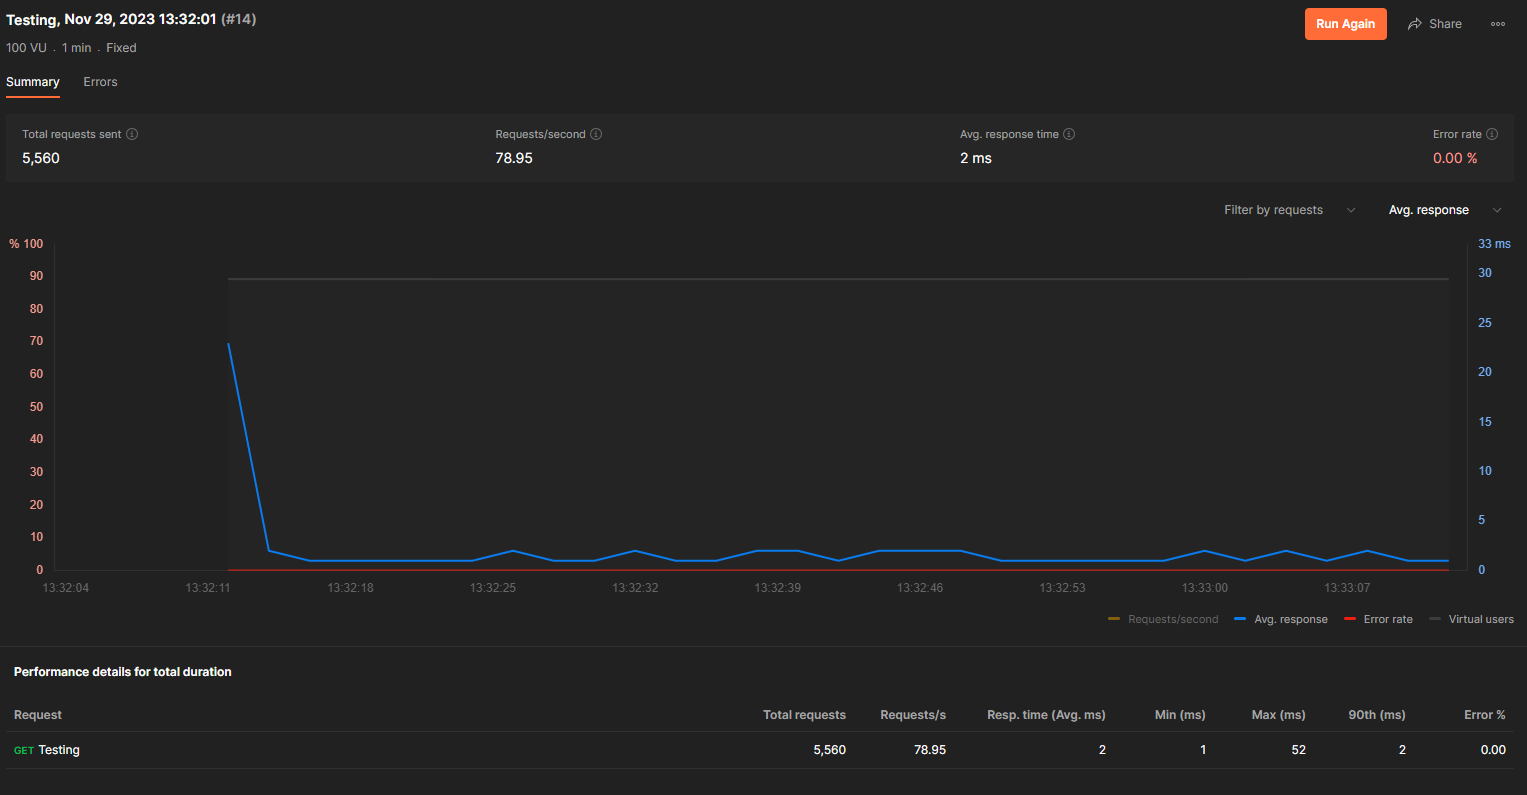 Testing, Nov 29, 2023 13:32:01 (#14)
Run Again
Share
100 VU . 1 min . Fixed
Summary Errors
Total requests sent Requests/second Avg. response time Error rate
5,560 78.95 2 ms 0.00 %
Filter by requests Avg. response
% 100 33 ms
90 30
80 25
70
60 20
50
40 15
30 10
20
10 5
0 0
13:32:04 13:32:11 13:32:18 13:32:25 13:32:32 13:32:39 13:32:46 13:32:53 13:33:00 13:33:07
Requests/second Avg. response Error rate Virtual users
Performance details for total duration
Request Total requests Requests/s Resp. time (Avg. ms) Min (ms) Max (ms) 90th (ms) Error %
GET Testing 5,560 78.95 2 1 52 2 0.00